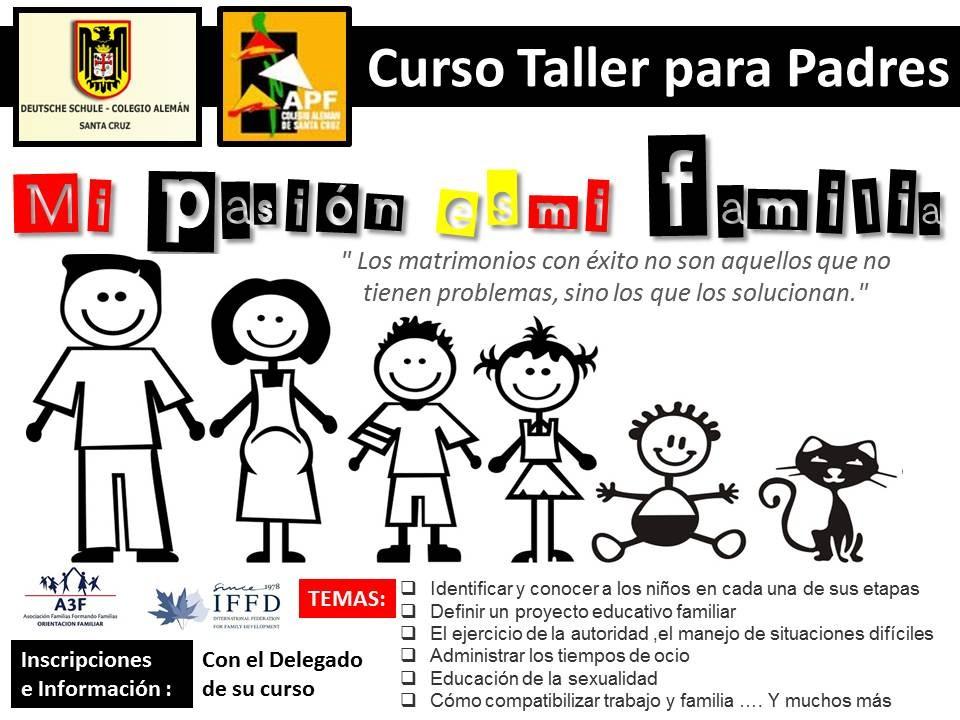 DEUTSCHE SCHULE - COLEGIO ALEMÁN
SANTA CRUZ
APF
COLEGIO ALEMAN
DE SANTA CRUZ
Curso Taller para Padres
Mi pasión es mi familia
" Los matrimonios con éxito no son aquellos que no
tienen problemas, sino los que los solucionan."
A3F
Asociación Familias Formando Familias
ORIENTACION FAMILIAR
Since 1978
IFFD
INTERNATIONAL FEDERATION
FOR FAMILY DEVELOPMENT
TEMAS:
❑ Identificar y conocer a los niños en cada una de sus etapas
❑ Definir un proyecto educativo familiar
❑ El ejercicio de la autoridad ,el manejo de situaciones difíciles
❑ Administrar los tiempos de ocio
❑ Educación de la sexualidad
❑ Cómo compatibilizar trabajo y familia …. Y muchos más
Inscripciones
e Información :
Con el Delegado
de su curso